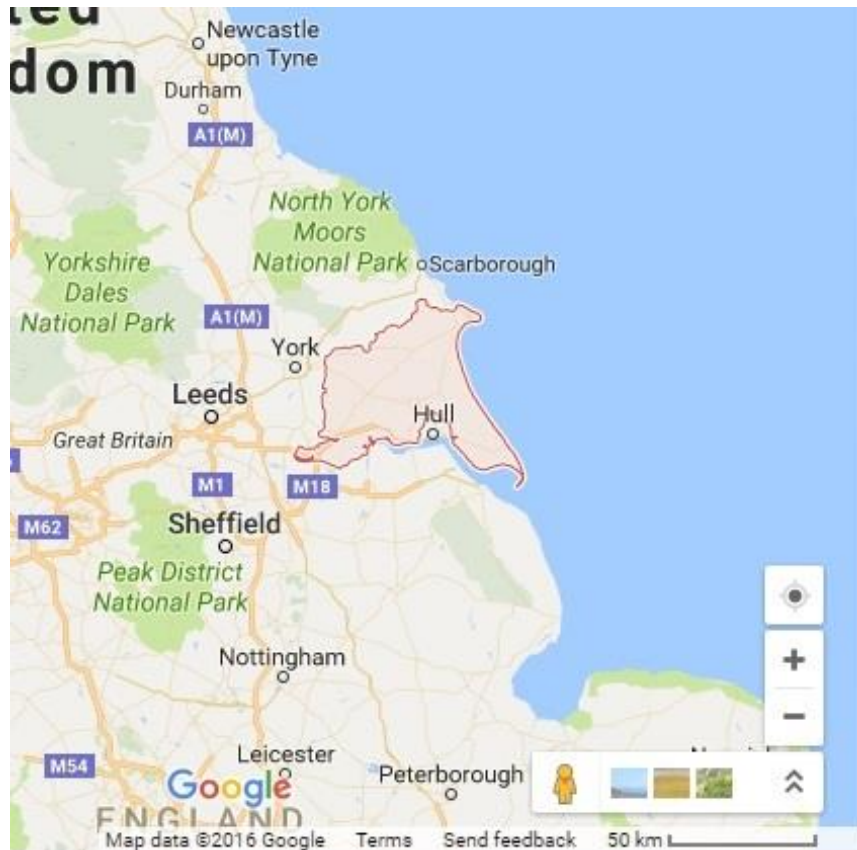 ted
dom
Newcastle
upon Tyne
Durham
A1(M)
North York
Moors
National Park
Scarborough
Yorkshire
Dales
National Park
A1(M)
York
Leeds
Hull
Great Britain
M1
M18
M62
Sheffield
Peak District
National Park
Nottingham
M54
Leicester
Google
Peterborough
ENGLAND
Map data ©2016 Google Terms Send feedback 50 km